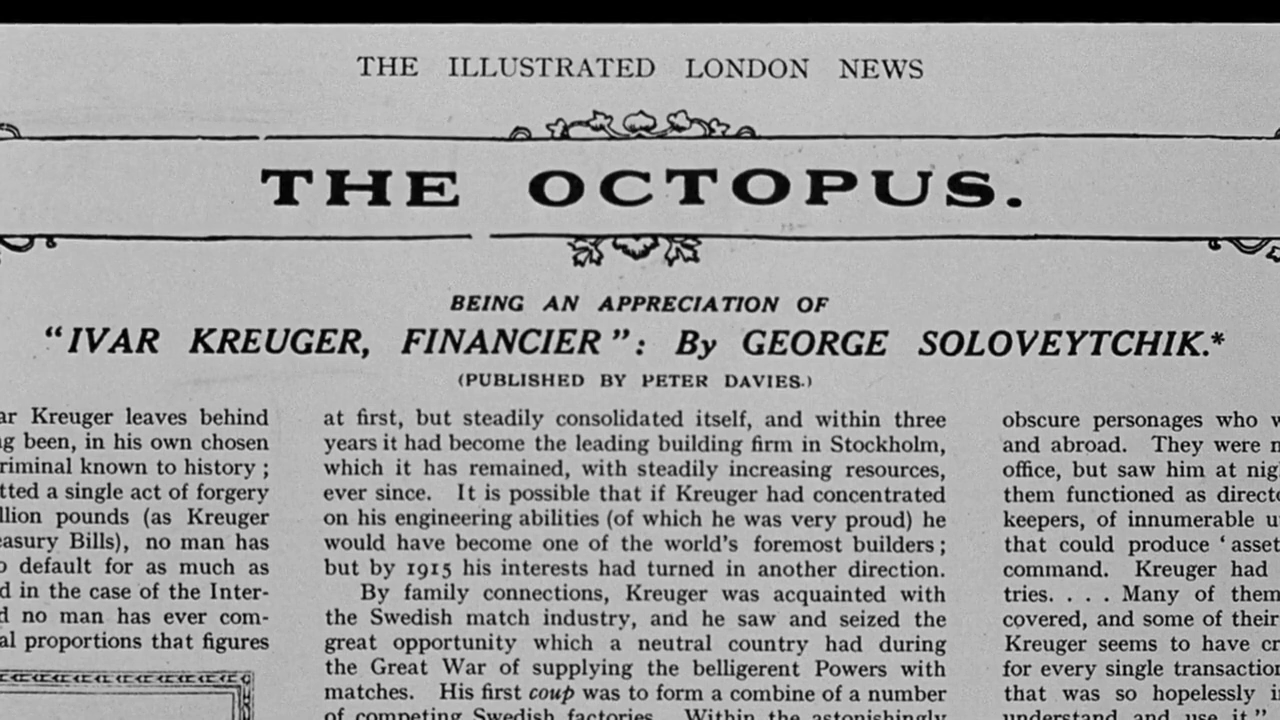 THE ILLUSTRATED LONDON NEWS
THE OCTOPUS.
BEING AN APPRECIATION OF
"IVAR KREUGER, FINANCIER": By GEORGE SOLOVEYTCHIK.*
(PUBLISHED BY PETER DAVIES.)
Kreuger leaves behind
been, in his own chosen
known to history;
a single act of forgery
pounds (as Kreuger
Bills), no man has
default for as much as
in the case of the Inter-
no man has ever com-
proportions that figures
at first, but steadily consolidated itself, and within three
years it had become the leading building firm in Stockholm,
which it has remained, with steadily increasing resources,
ever since. It is possible that if Kreuger had concentrated
on his engineering abilities (of which he was very proud) he
would have become one of the world's foremost builders;
but by 1915 his interests had turned in another direction.
By family connections, Kreuger was acquainted with
the Swedish match industry, and he saw and seized the
great opportunity which a neutral country had during
the Great War of supplying the belligerent Powers with
matches. His first coup was to form a combine of a number
of competing Swedish factories. Within the astonishingly
obscure personages who
and abroad. They were
office, but saw him at
them functioned as
keepers, of innumerable
that could produce '
command. Kreuger had
tries. . . . Many of them
covered, and some of their
Kreuger seems to have
for every single
that was so hopelessly
understand and use it."